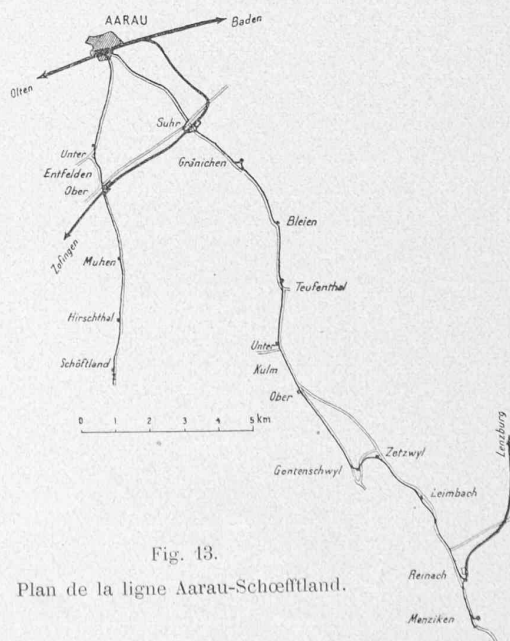 AARAU
Baden
Olten
Suhr
Unter
Entfelden
Ober
Gränichen
Zofingen
Bleien
Muhen
Teufenthal
Hirschthal
Unter
Kulm
Schöftland
Ober
0 1 2 3 4 5 km.
Zetzwyl
Gontenschwyl
Lenzburg
Leimbach
Reinach
Menziken
Fig. 13.
Plan de la ligne Aarau-Schœfftland.